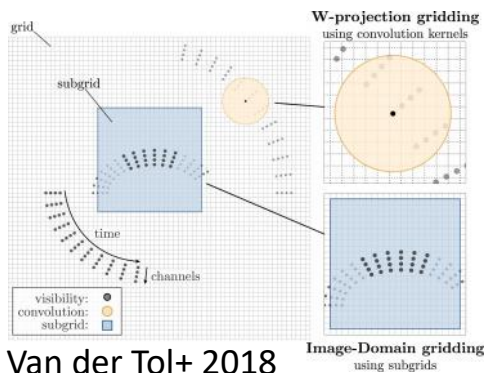 grid
W-projection gridding
using convolution kernels
subgrid
time
channels
visibility:
convolution:
subgrid:
Image-Domain gridding
using subgrids
Van der Tol+ 2018